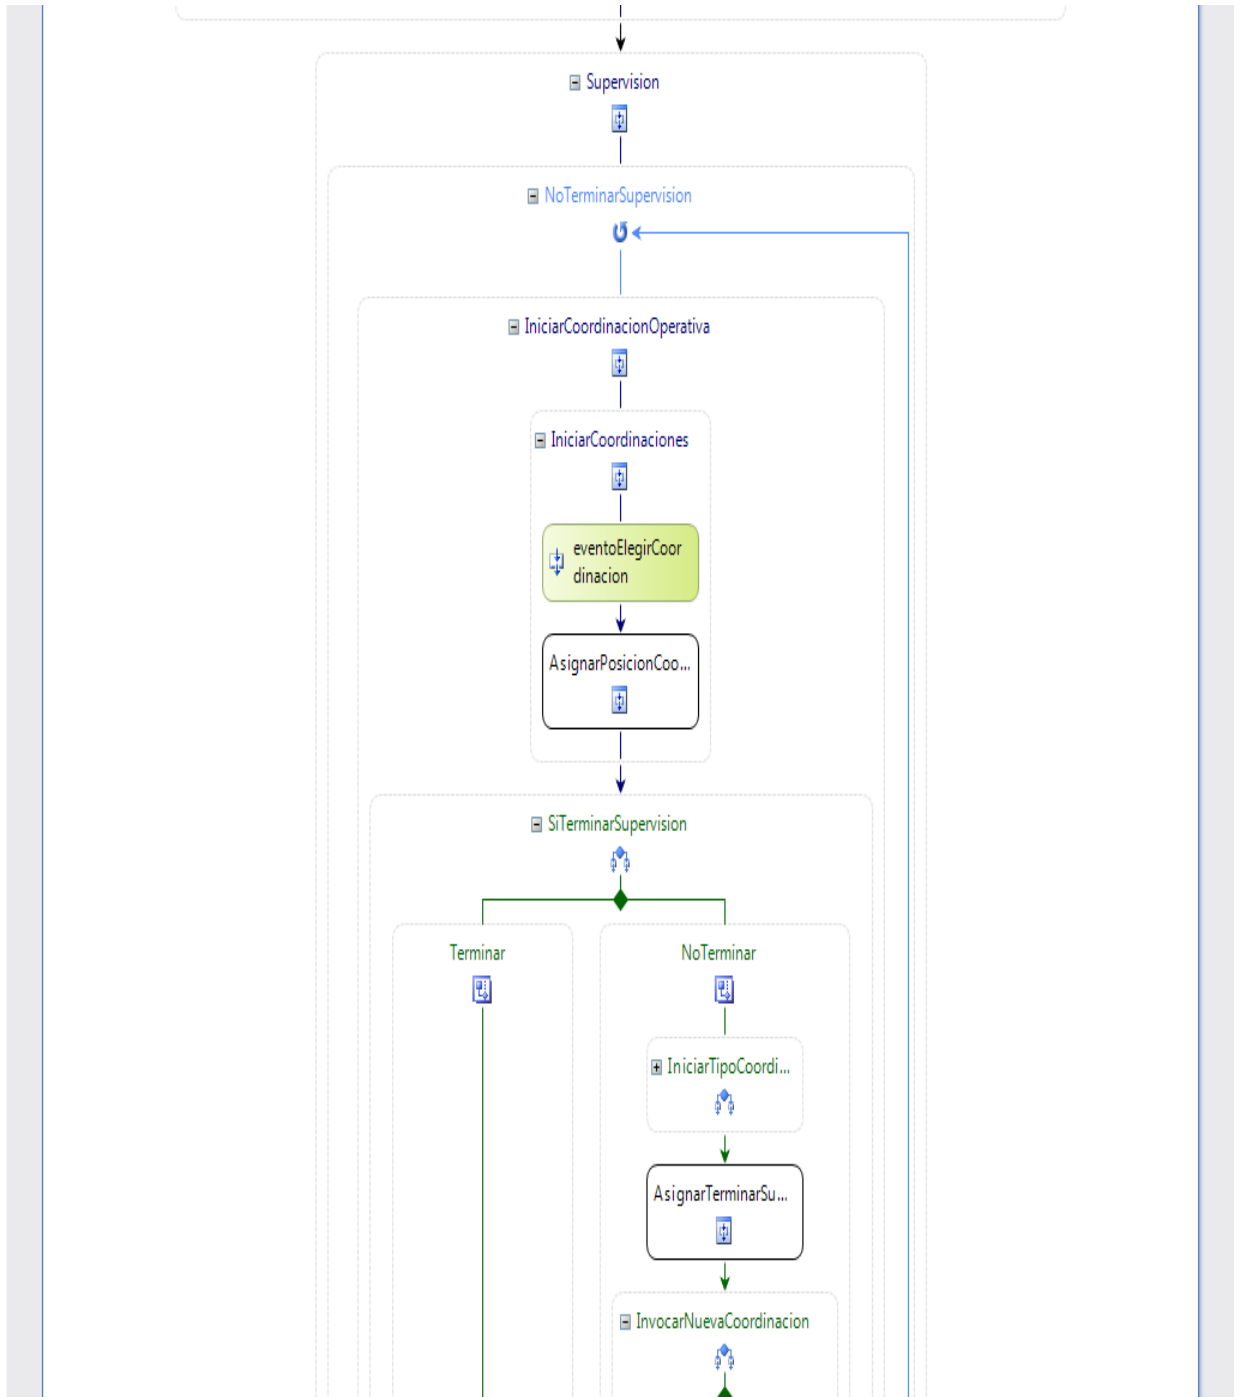 Supervision
NoTerminarSupervision
IniciarCoordinacionOperativa
IniciarCoordinaciones
eventoElegirCoor
dinacion
AsignarPosicionCoo...
SiTerminarSupervision
Terminar
NoTerminar
IniciarTipoCoordi...
AsignarTerminarSu...
InvocarNuevaCoordinacion